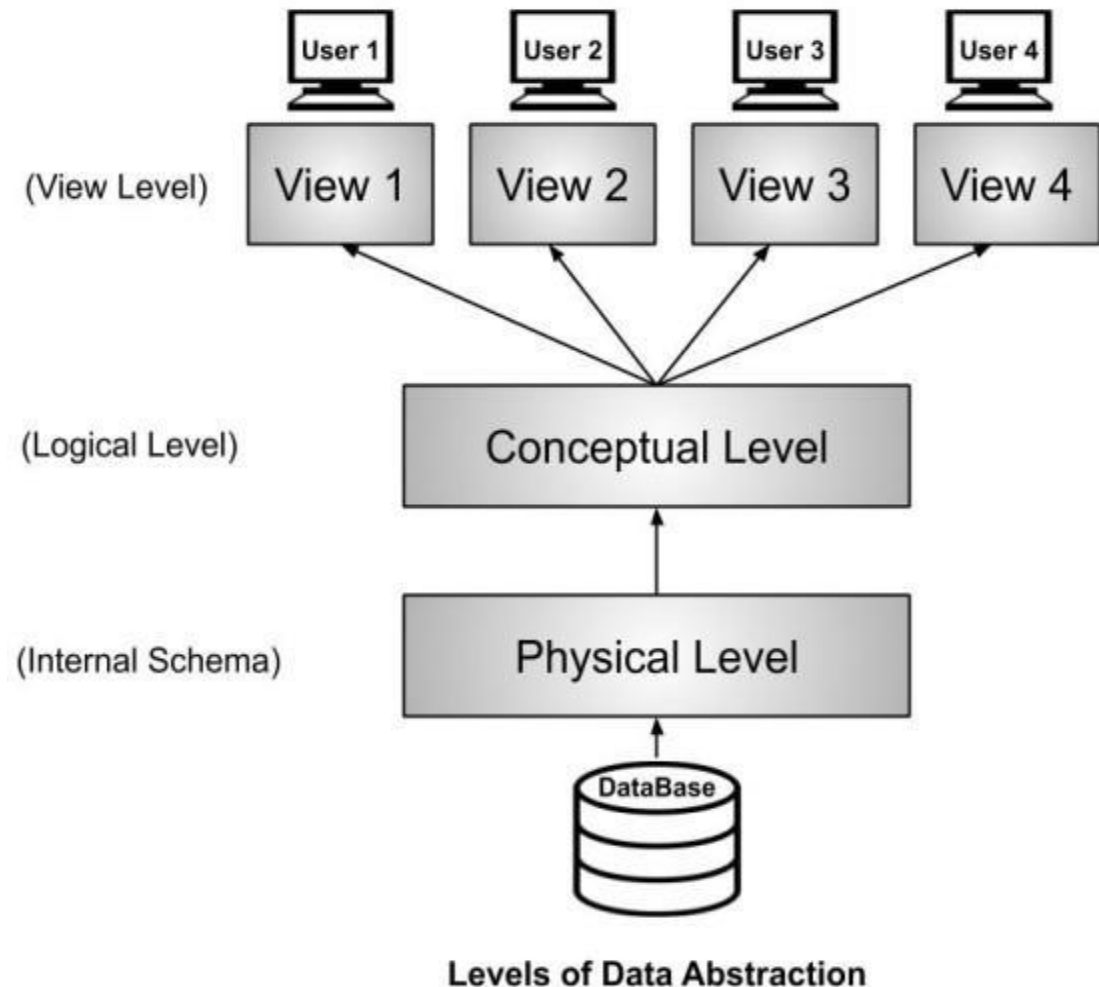 User 1
User 2
User 3
User 4
(View Level)
View 1
View 2
View 3
View 4
(Logical Level)
Conceptual Level
(Internal Schema)
Physical Level
DataBase
Levels of Data Abstraction